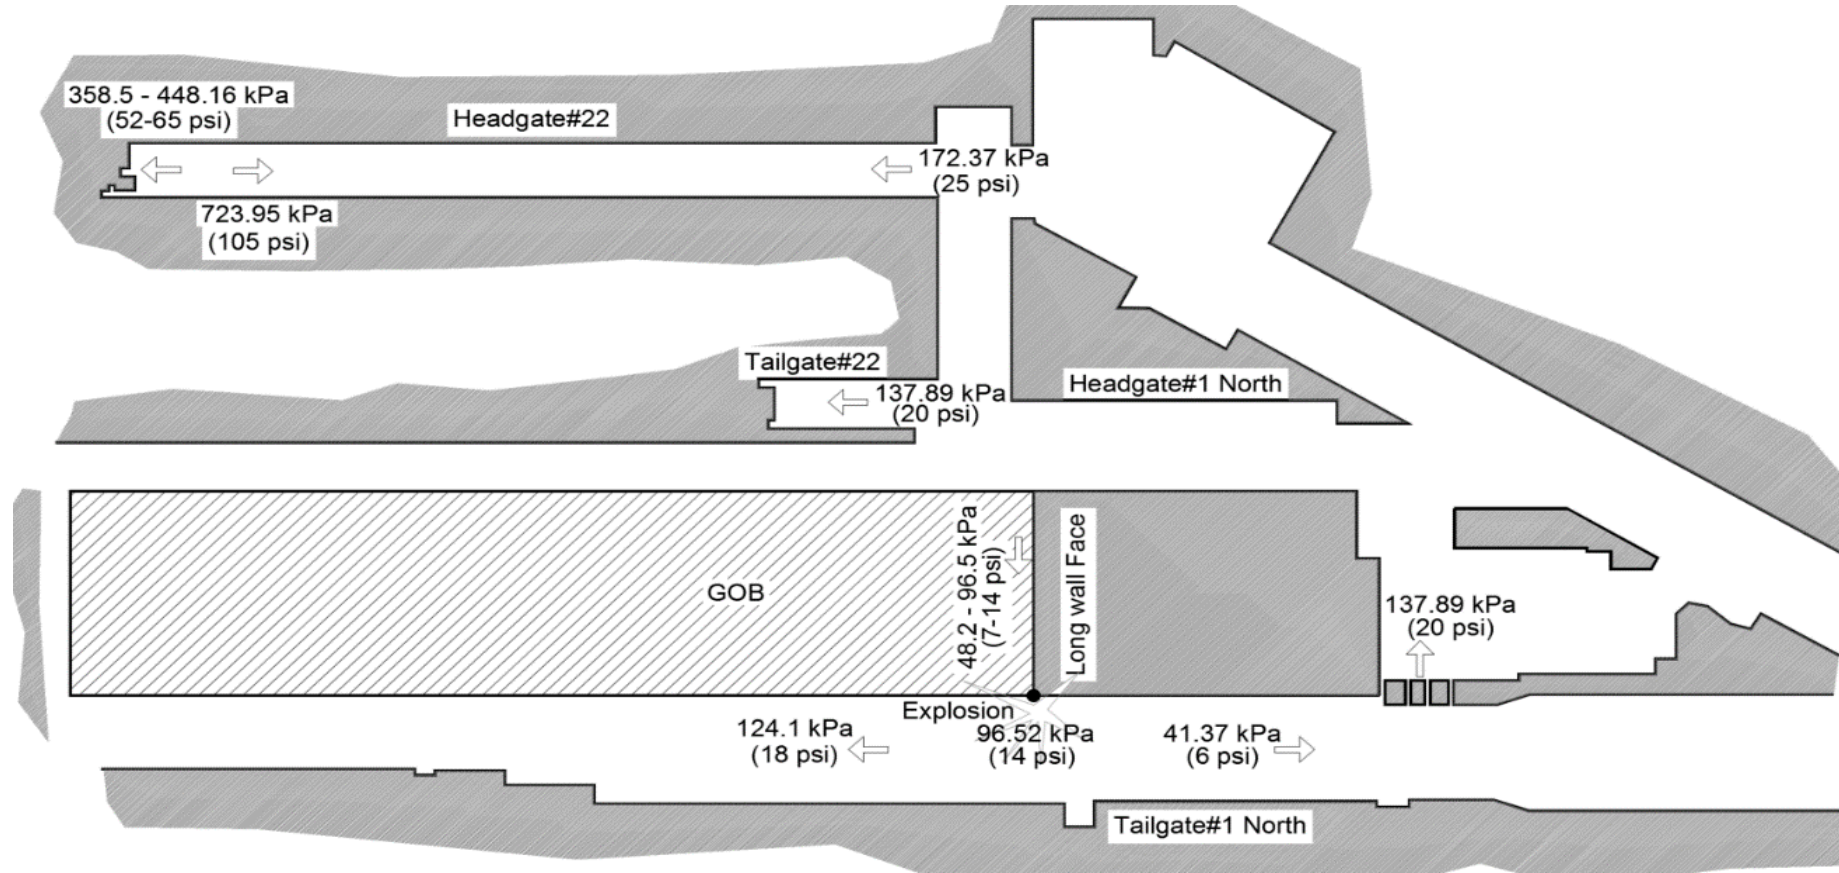 358.5 - 448.16 kPa
(52-65 psi)
Headgate#22
172.37 kPa
(25 psi)
723.95 kPa
(105 psi)
Tailgate#22
137.89 kPa
(20 psi)
Headgate#1 North
48.2 - 96.5 kPa
(7-14 psi)
Long wall Face
GOB
137.89 kPa
(20 psi)
Explosion
124.1 kPa
(18 psi)
96.52 kPa
(14 psi)
41.37 kPa
(6 psi)
Tailgate#1 North